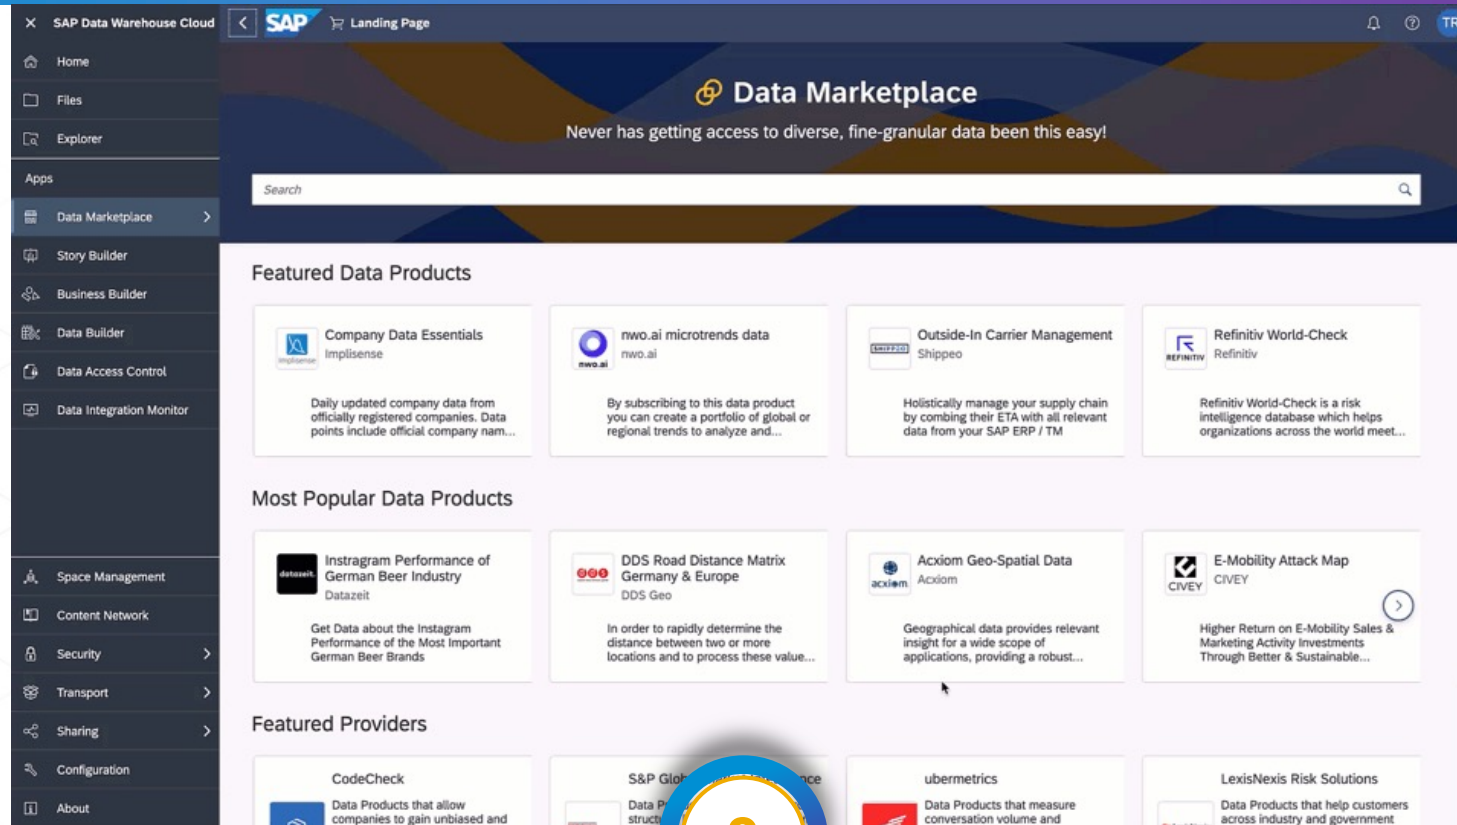 SAP Data Warehouse Cloud
SAP
Landing Page
TR
Home
Files
Explorer
Apps
Data Marketplace
Story Builder
Business Builder
Data Builder
Data Access Control
Data Integration Monitor
Space Management
Content Network
Security
Transport
Sharing
Configuration
About
Data Marketplace
Never has getting access to diverse, fine-granular data been this easy!
Search
Featured Data Products
Implisense
Company Data Essentials
Implisense
Daily updated company data from
officially registered companies. Data
points include official company nam...
nwo.ai
nwo.ai microtrends data
nwo.ai
By subscribing to this data product
you can create a portfolio of global or
regional trends to analyze and...
SHIPPEO
Outside-In Carrier Management
Shippeo
Holistically manage your supply chain
by combing their ETA with all relevant
data from your SAP ERP / TM
REFINITIV
Refinitiv World-Check
Refinitiv
Refinitiv World-Check is a risk
intelligence database which helps
organizations across the world meet...
Most Popular Data Products
datazeit.
Instragram Performance of
German Beer Industry
Datazeit
Get Data about the Instagram
Performance of the Most Important
German Beer Brands
DDS Road Distance Matrix
Germany & Europe
DDS Geo
In order to rapidly determine the
distance between two or more
locations and to process these value...
acxiom
Acxiom Geo-Spatial Data
Acxiom
Geographical data provides relevant
insight for a wide scope of
applications, providing a robust...
CIVEY
E-Mobility Attack Map
CIVEY
Higher Return on E-Mobility Sales &
Marketing Activity Investments
Through Better & Sustainable...
Featured Providers
CodeCheck
Data Products that allow
companies to gain unbiased and
S&P Glob
Data P
struct
ubermetrics
Data Products that measure
conversation volume and
LexisNexis Risk Solutions
Data Products that help customers
across industry and government